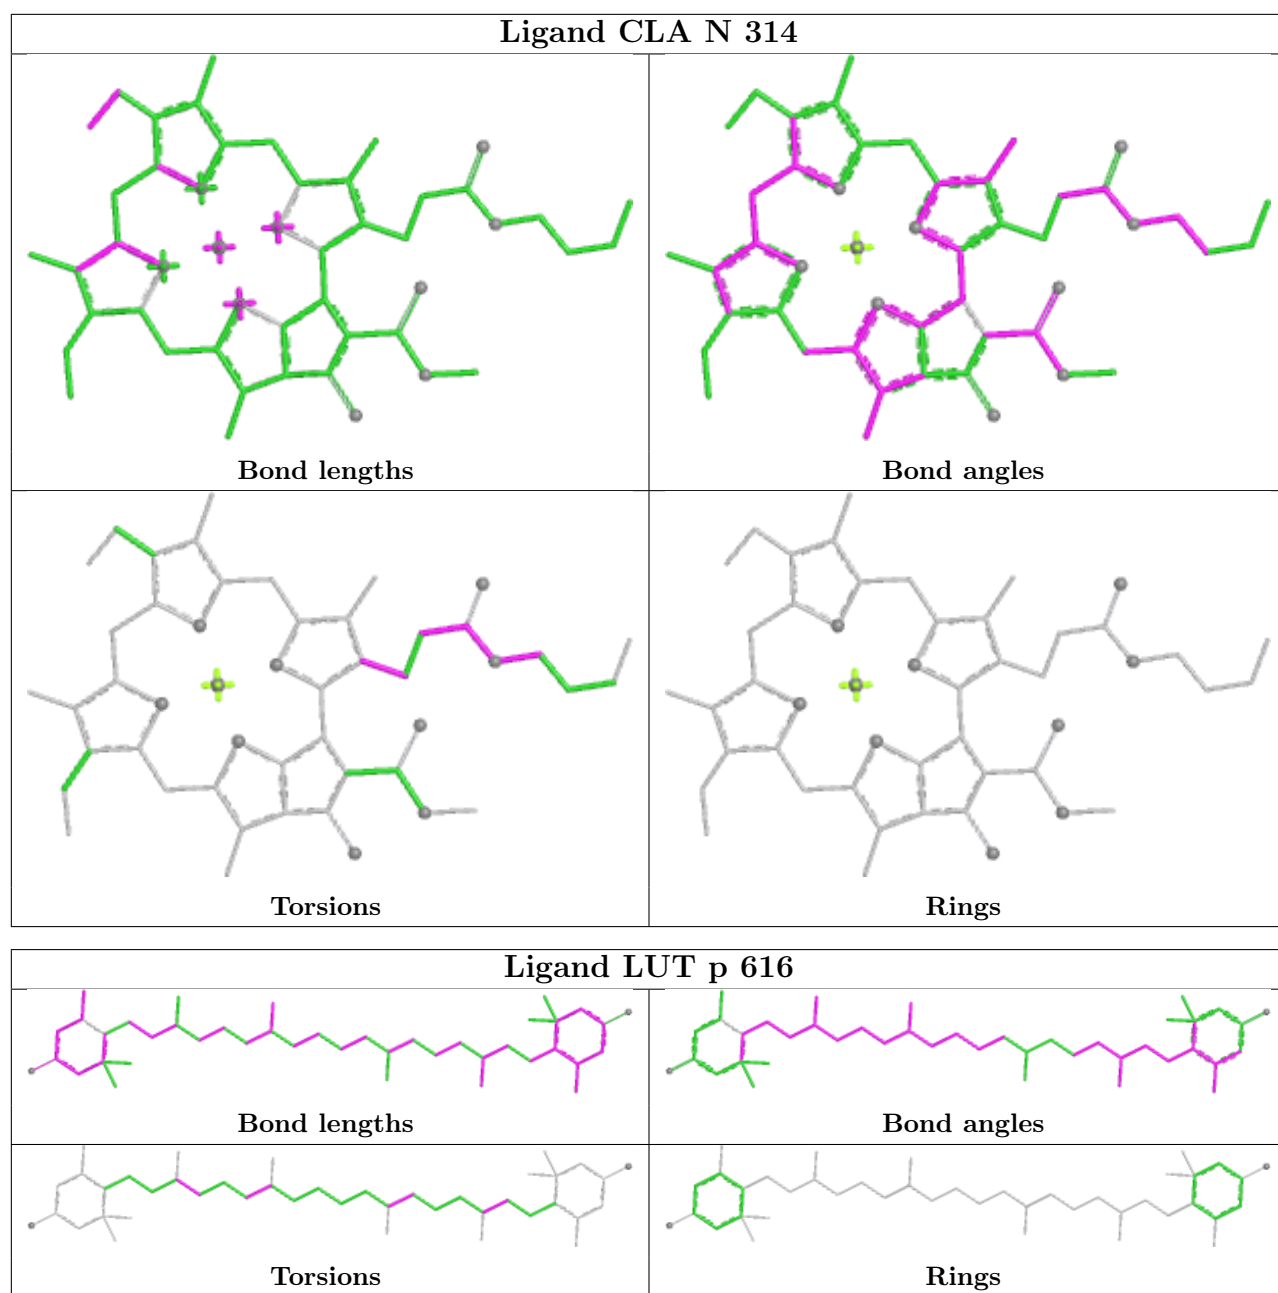 Ligand CLA N 314
Bond lengths
Bond angles
Torsions
Rings
Ligand LUT p 616
Bond lengths
Bond angles
Torsions
Rings